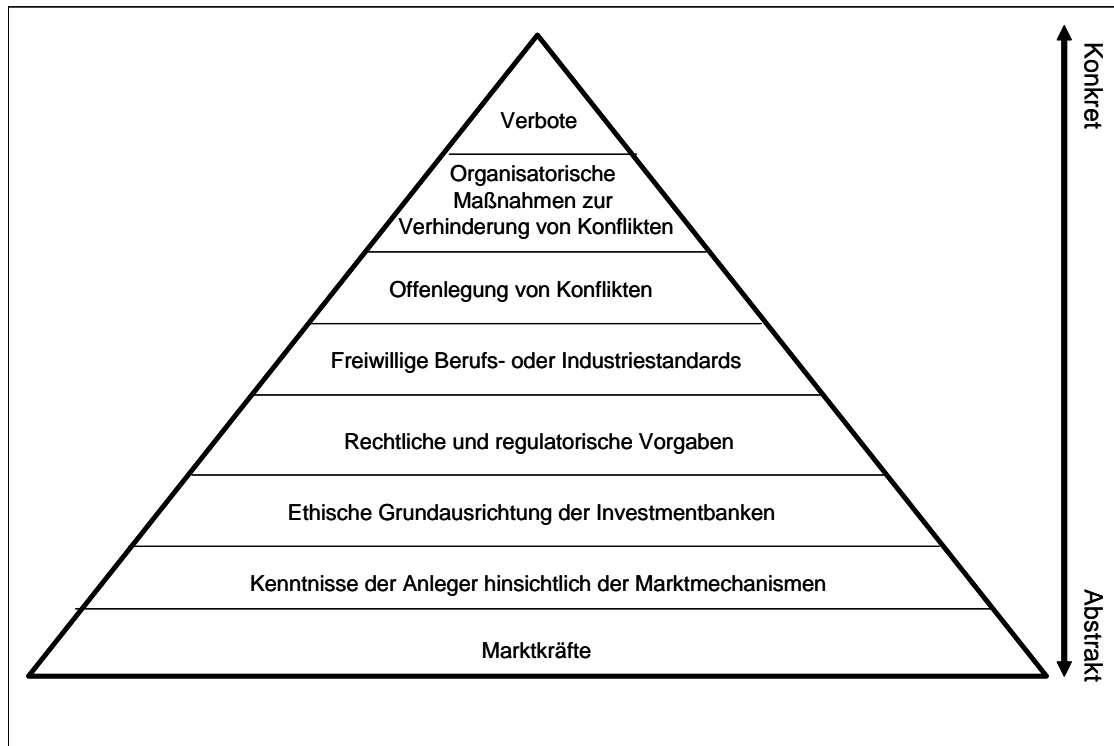 Verbote
Organisatorische
Maßnahmen zur
Verhinderung von Konflikten
Offenlegung von Konflikten
Freiwillige Berufs- oder Industriestandards
Rechtliche und regulatorische Vorgaben
Ethische Grundausrichtung der Investmentbanken
Kenntnisse der Anleger hinsichtlich der Marktmechanismen
Marktkräfte
Konkret
Abstrakt